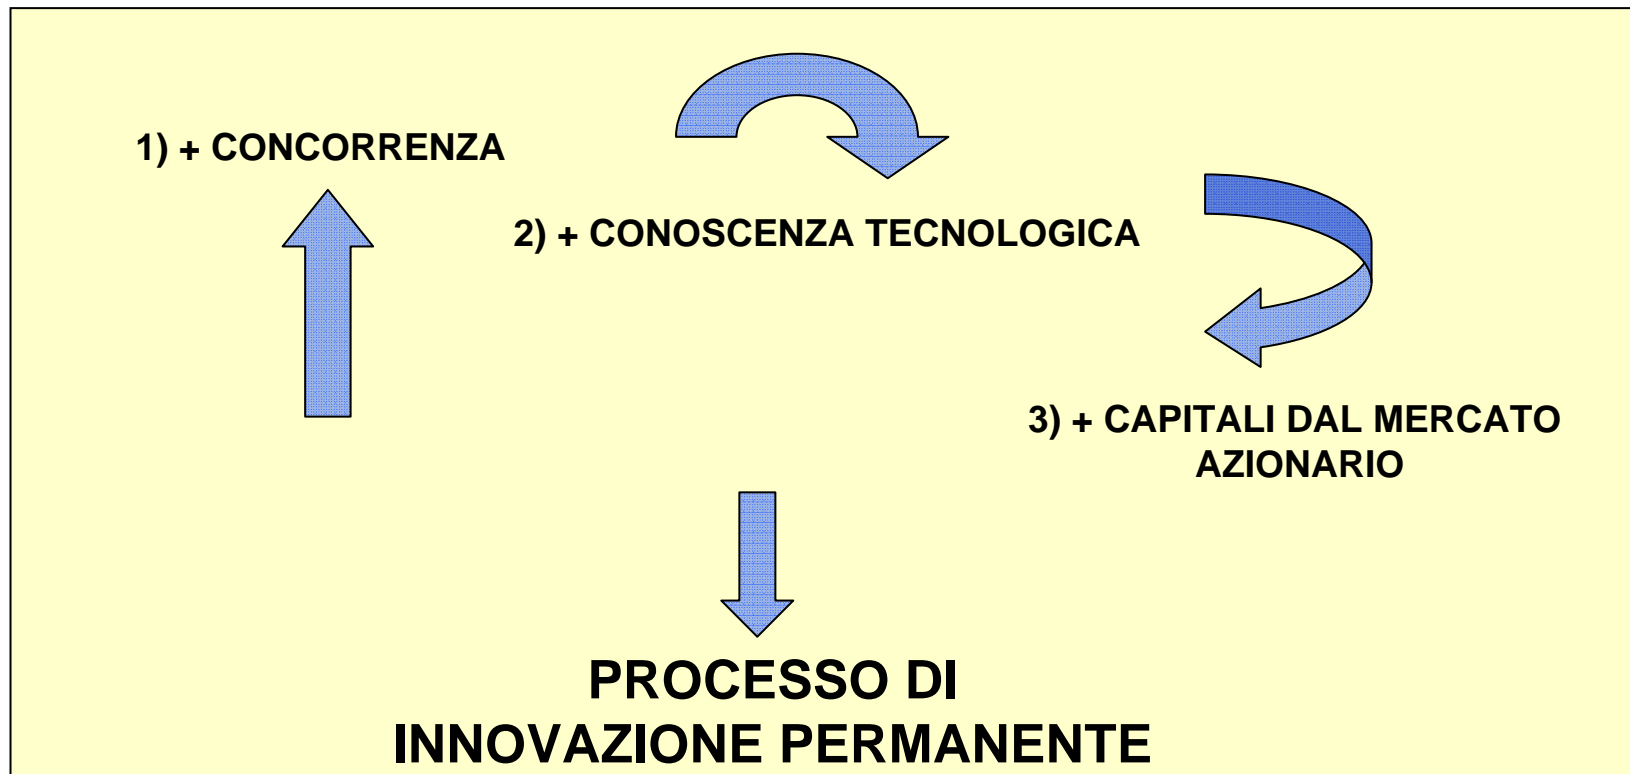 1) + CONCORRENZA
2) + CONOSCENZA TECNOLOGICA
3) + CAPITALI DAL MERCATO
AZIONARIO
PROCESSO DI
INNOVAZIONE PERMANENTE